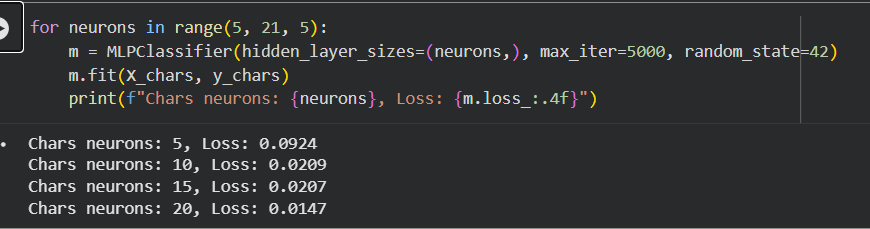 for neurons in range(5, 21, 5):
    m = MLPClassifier(hidden_layer_sizes=(neurons,), max_iter=5000, random_state=42)
    m.fit(X_chars, y_chars)
    print(f"Chars neurons: {neurons}, Loss: {m.loss_:.4f}")
Chars neurons: 5, Loss: 0.0924
Chars neurons: 10, Loss: 0.0209
Chars neurons: 15, Loss: 0.0207
Chars neurons: 20, Loss: 0.0147